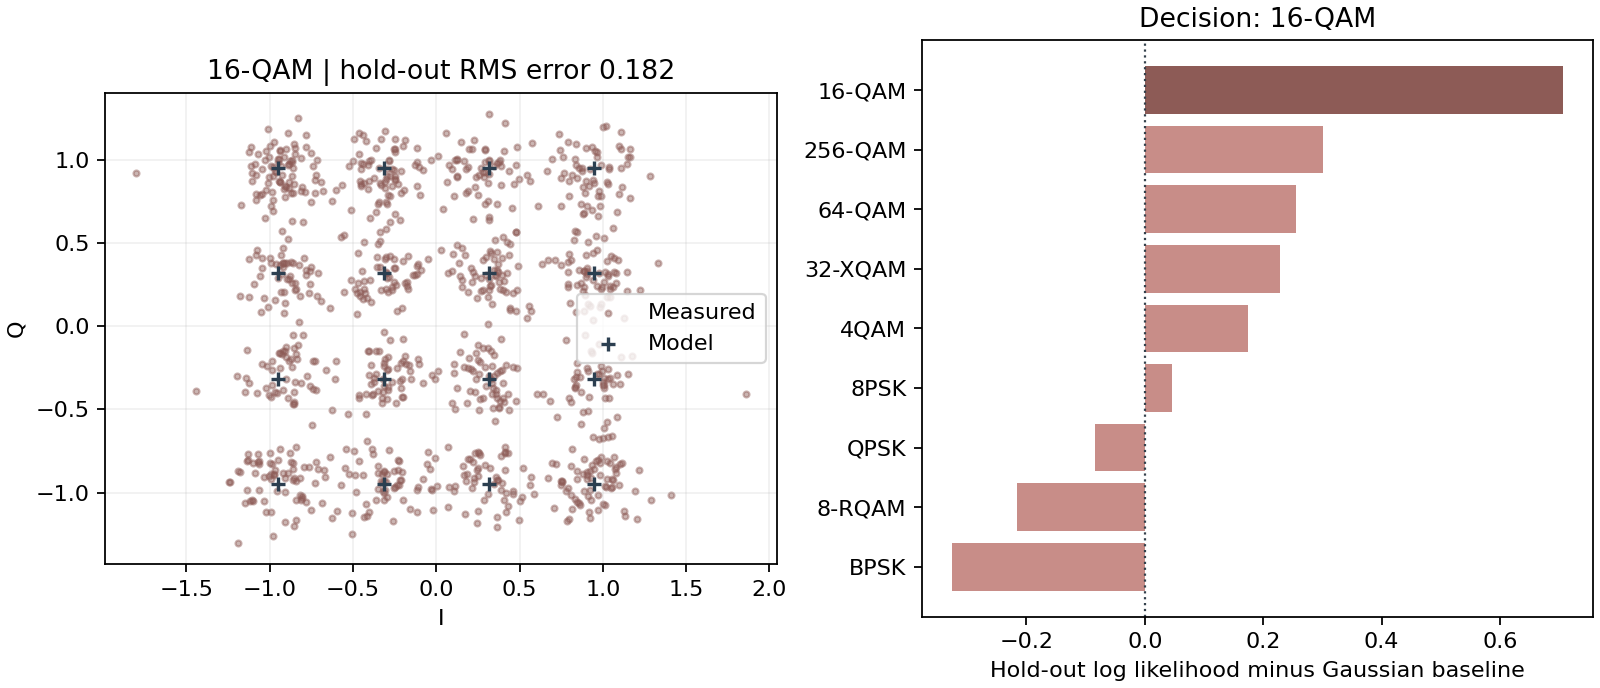 16-QAM | hold-out RMS error 0.182
1.0
0.5
0.0
−0.5
−1.0
Q
−1.5
−1.0
−0.5
0.0
0.5
1.0
1.5
2.0
I
Measured
Model
Decision: 16-QAM
16-QAM
256-QAM
64-QAM
32-XQAM
4QAM
8PSK
QPSK
8-RQAM
BPSK
−0.2
0.0
0.2
0.4
0.6
Hold-out log likelihood minus Gaussian baseline